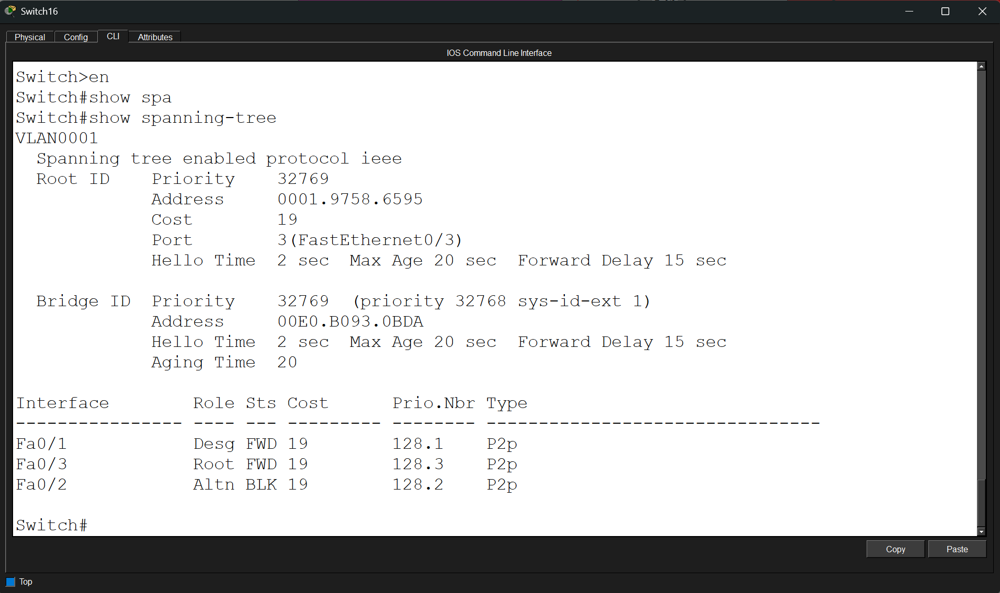 Switch16
Physical Config CLI Attributes
IOS Command Line Interface
Switch>en
Switch#show spa
Switch#show spanning-tree
VLAN0001
  Spanning tree enabled protocol ieee
  Root ID    Priority    32769
             Address     0001.9758.6595
             Cost        19
             Port        3(FastEthernet0/3)
             Hello Time  2 sec  Max Age 20 sec  Forward Delay 15 sec

  Bridge ID  Priority    32769  (priority 32768 sys-id-ext 1)
             Address     00E0.B093.0BDA
             Hello Time  2 sec  Max Age 20 sec  Forward Delay 15 sec
             Aging Time  20

Interface        Role Sts Cost      Prio.Nbr Type
---------------- ---- --- --------- -------- --------------------------------
Fa0/1            Desg FWD 19        128.1    P2p
Fa0/3            Root FWD 19        128.3    P2p
Fa0/2            Altn BLK 19        128.2    P2p

Switch#
Copy Paste
Top